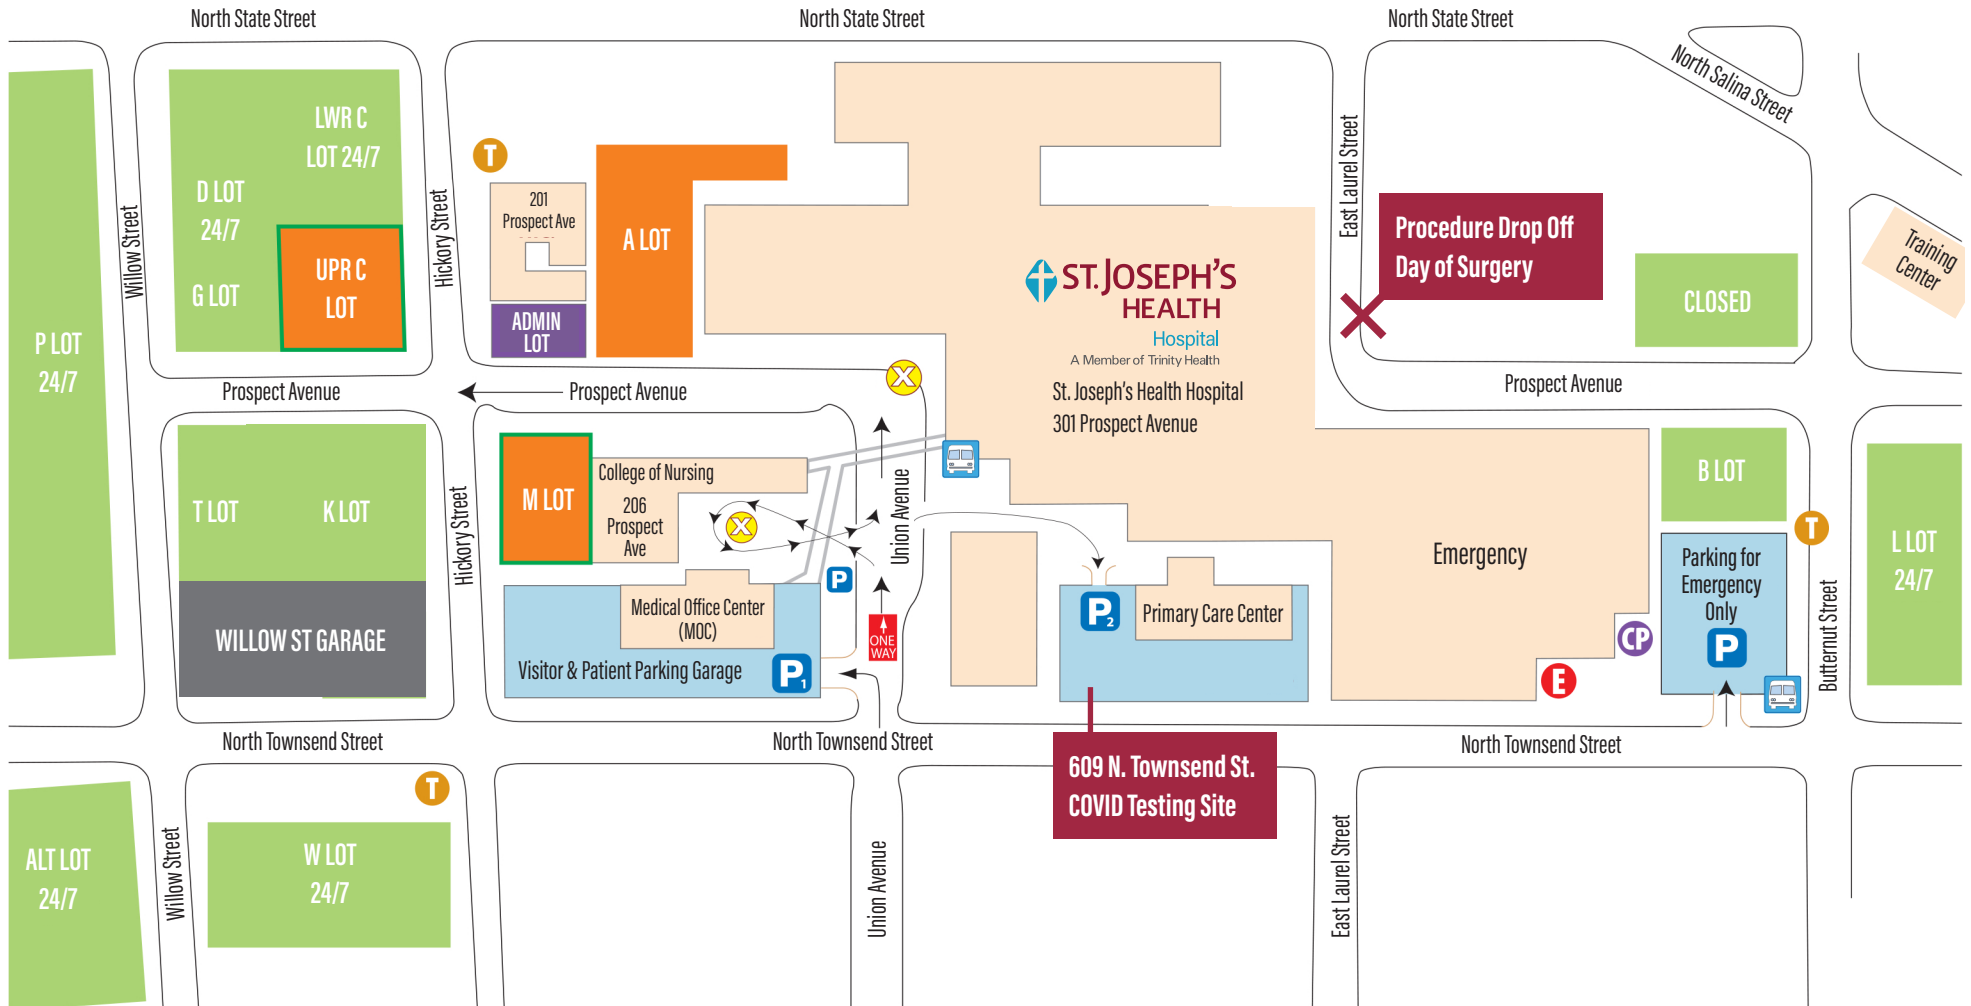 North State Street
North State Street
North State Street
North Salina Street
LWR C
LOT 24/7
D LOT
24/7
G LOT
UPR C
LOT
Willow Street
Hickory Street
P LOT
24/7
T
201
Prospect Ave
ADMIN
LOT
A LOT
ST. JOSEPH'S
HEALTH
Hospital
A Member of Trinity Health
St. Joseph's Health Hospital
301 Prospect Avenue
East Laurel Street
Procedure Drop Off
Day of Surgery
CLOSED
Training
Center
Prospect Avenue
Prospect Avenue
Prospect Avenue
X
T LOT
K LOT
WILLOW ST GARAGE
Hickory Street
M LOT
College of Nursing
206
Prospect
Ave
X
Union Avenue
P
Medical Office Center
(MOC)
Visitor & Patient Parking Garage
P1
ONE
WAY
P2
Primary Care Center
Emergency
E
CP
B LOT
T
Parking for
Emergency
Only
P
Butternut Street
L LOT
24/7
North Townsend Street
North Townsend Street
North Townsend Street
609 N. Townsend St.
COVID Testing Site
T
ALT LOT
24/7
Willow Street
W LOT
24/7
Union Avenue
East Laurel Street